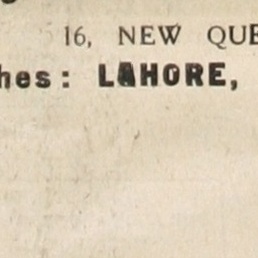 16, NEW QUE
hes: LAHORE,